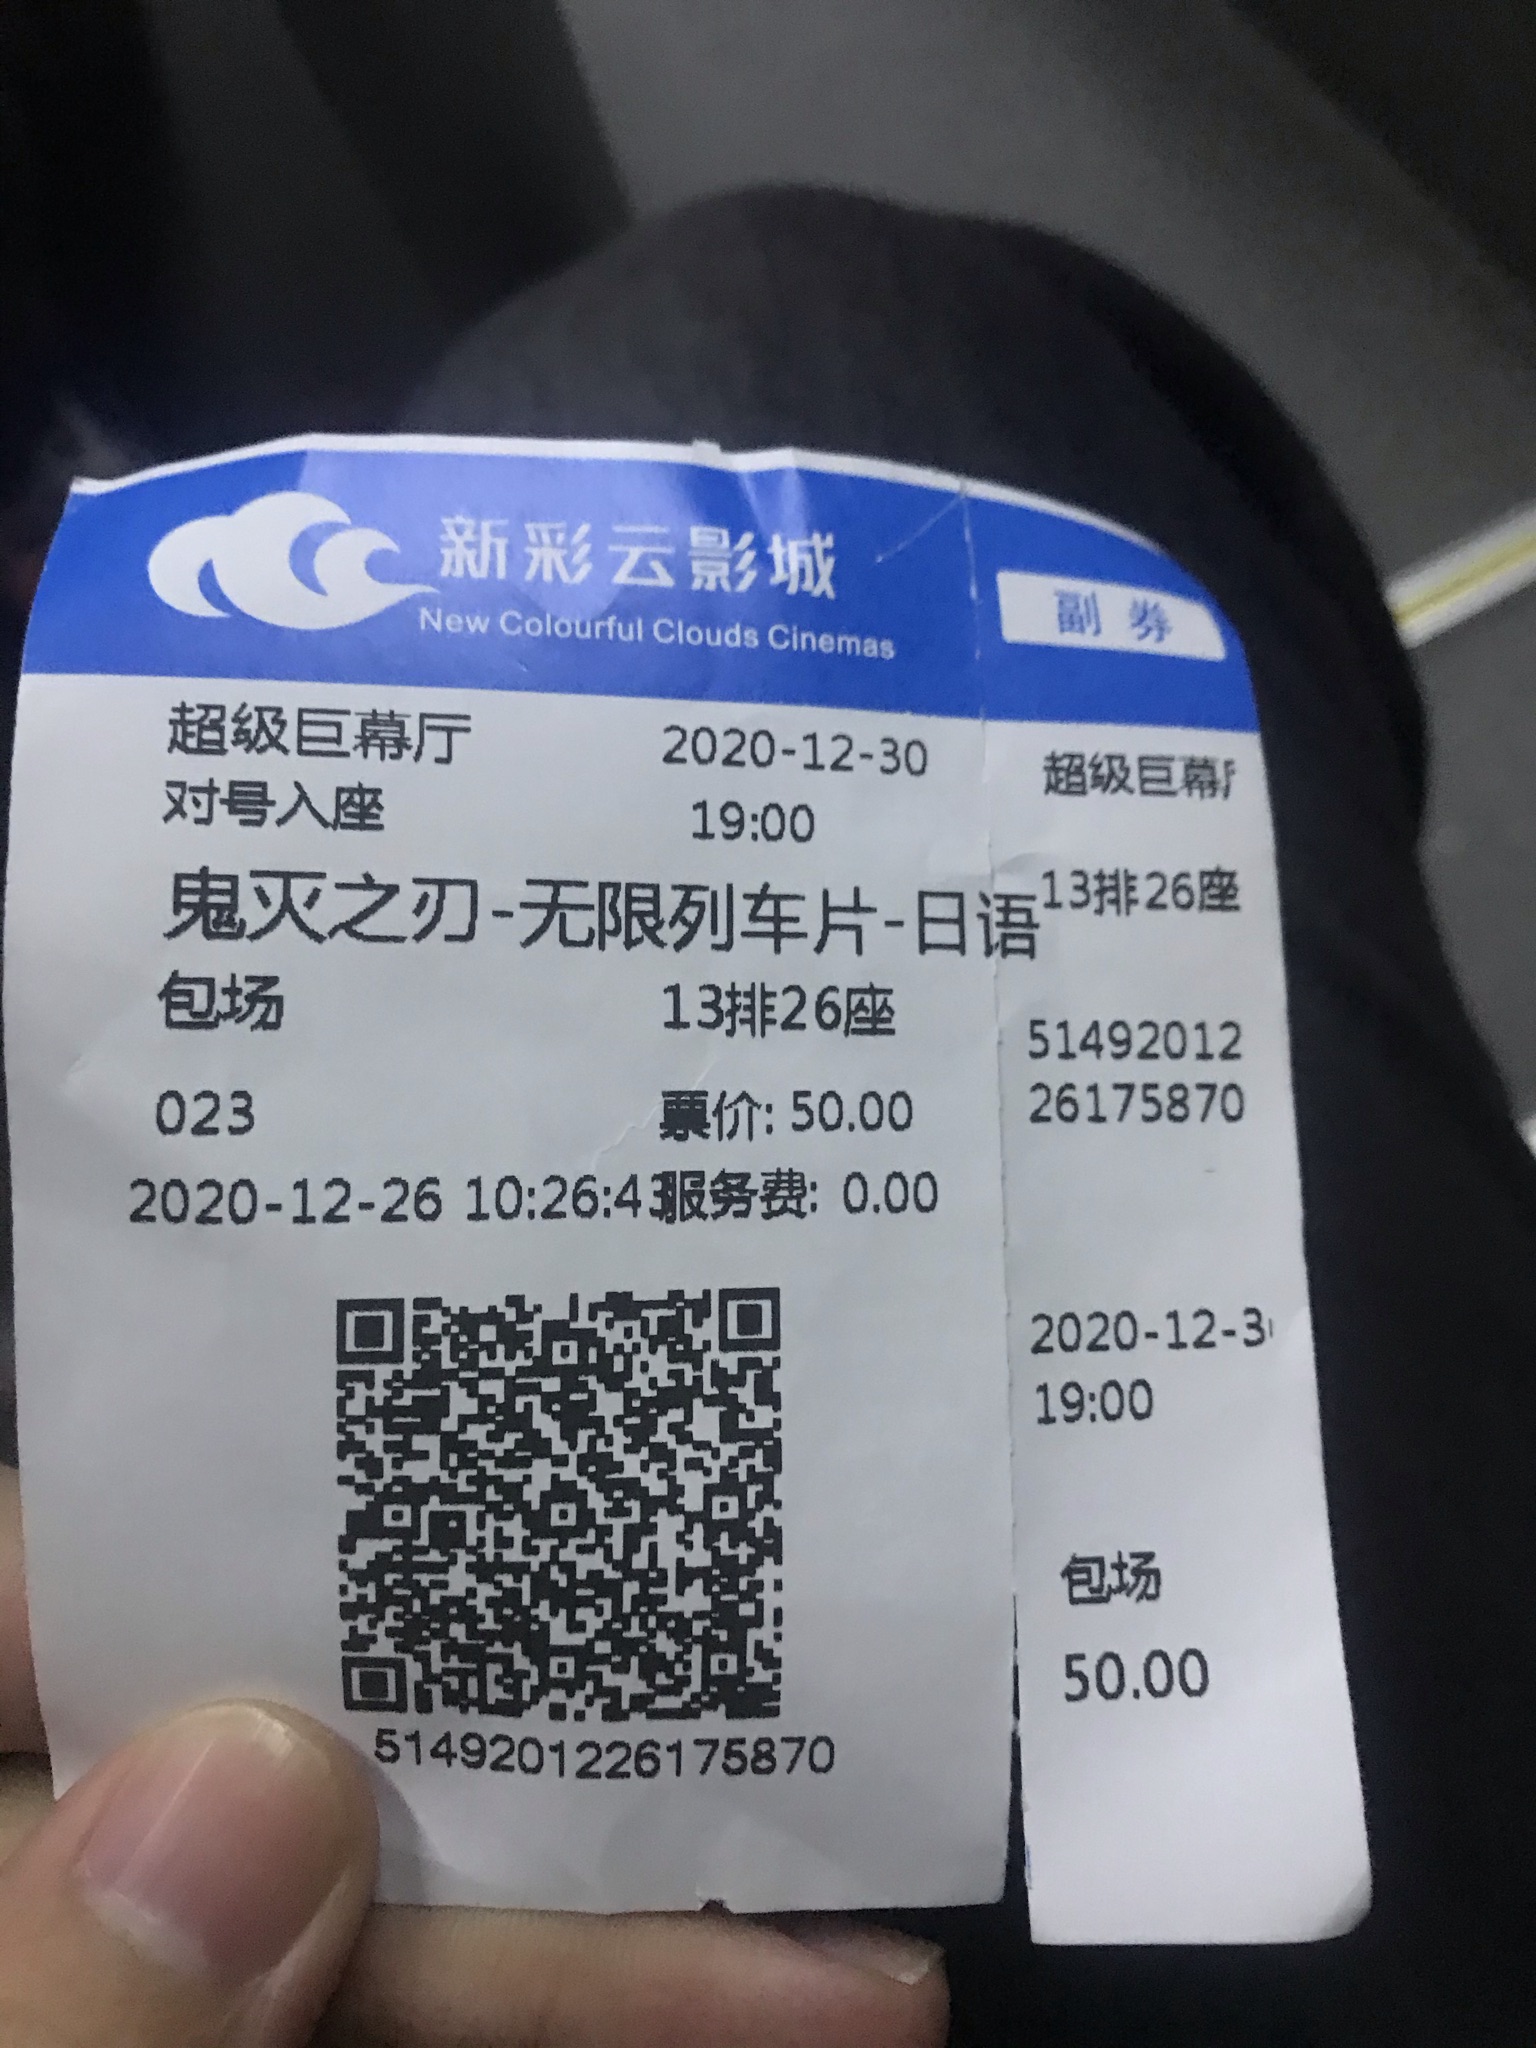 新彩云影城
New Colourful Clouds Cinemas
副 券
超级巨幕厅
2020-12-30
对号入座
19:00
鬼灭之刃-无限列车片-日语
包场
13排26座
023
票价: 50.00
2020-12-26 10:26:43
服务费: 0.00
5149201226175870
超级巨幕厅
13排26座
51492012
26175870
2020-12-3
19:00
包场
50.00